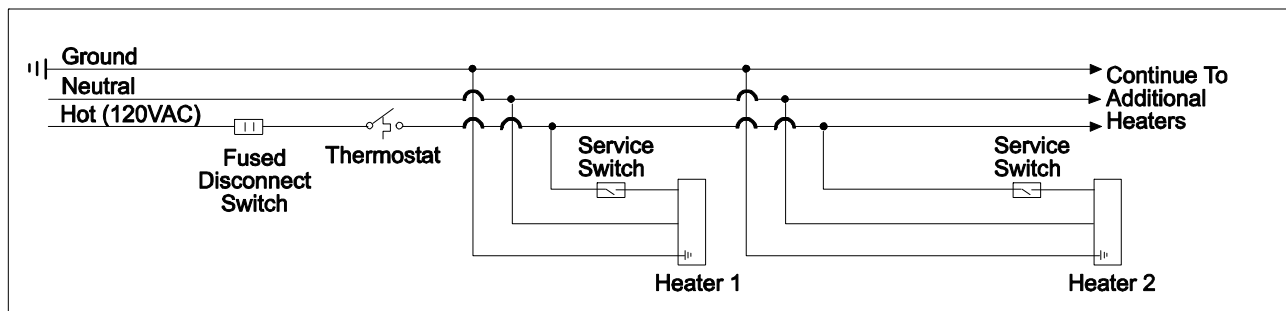 Ground
Neutral
Hot (120VAC)
Fused
Disconnect
Switch
Thermostat
Service
Switch
Heater 1
Service
Switch
Heater 2
Continue To
Additional
Heaters